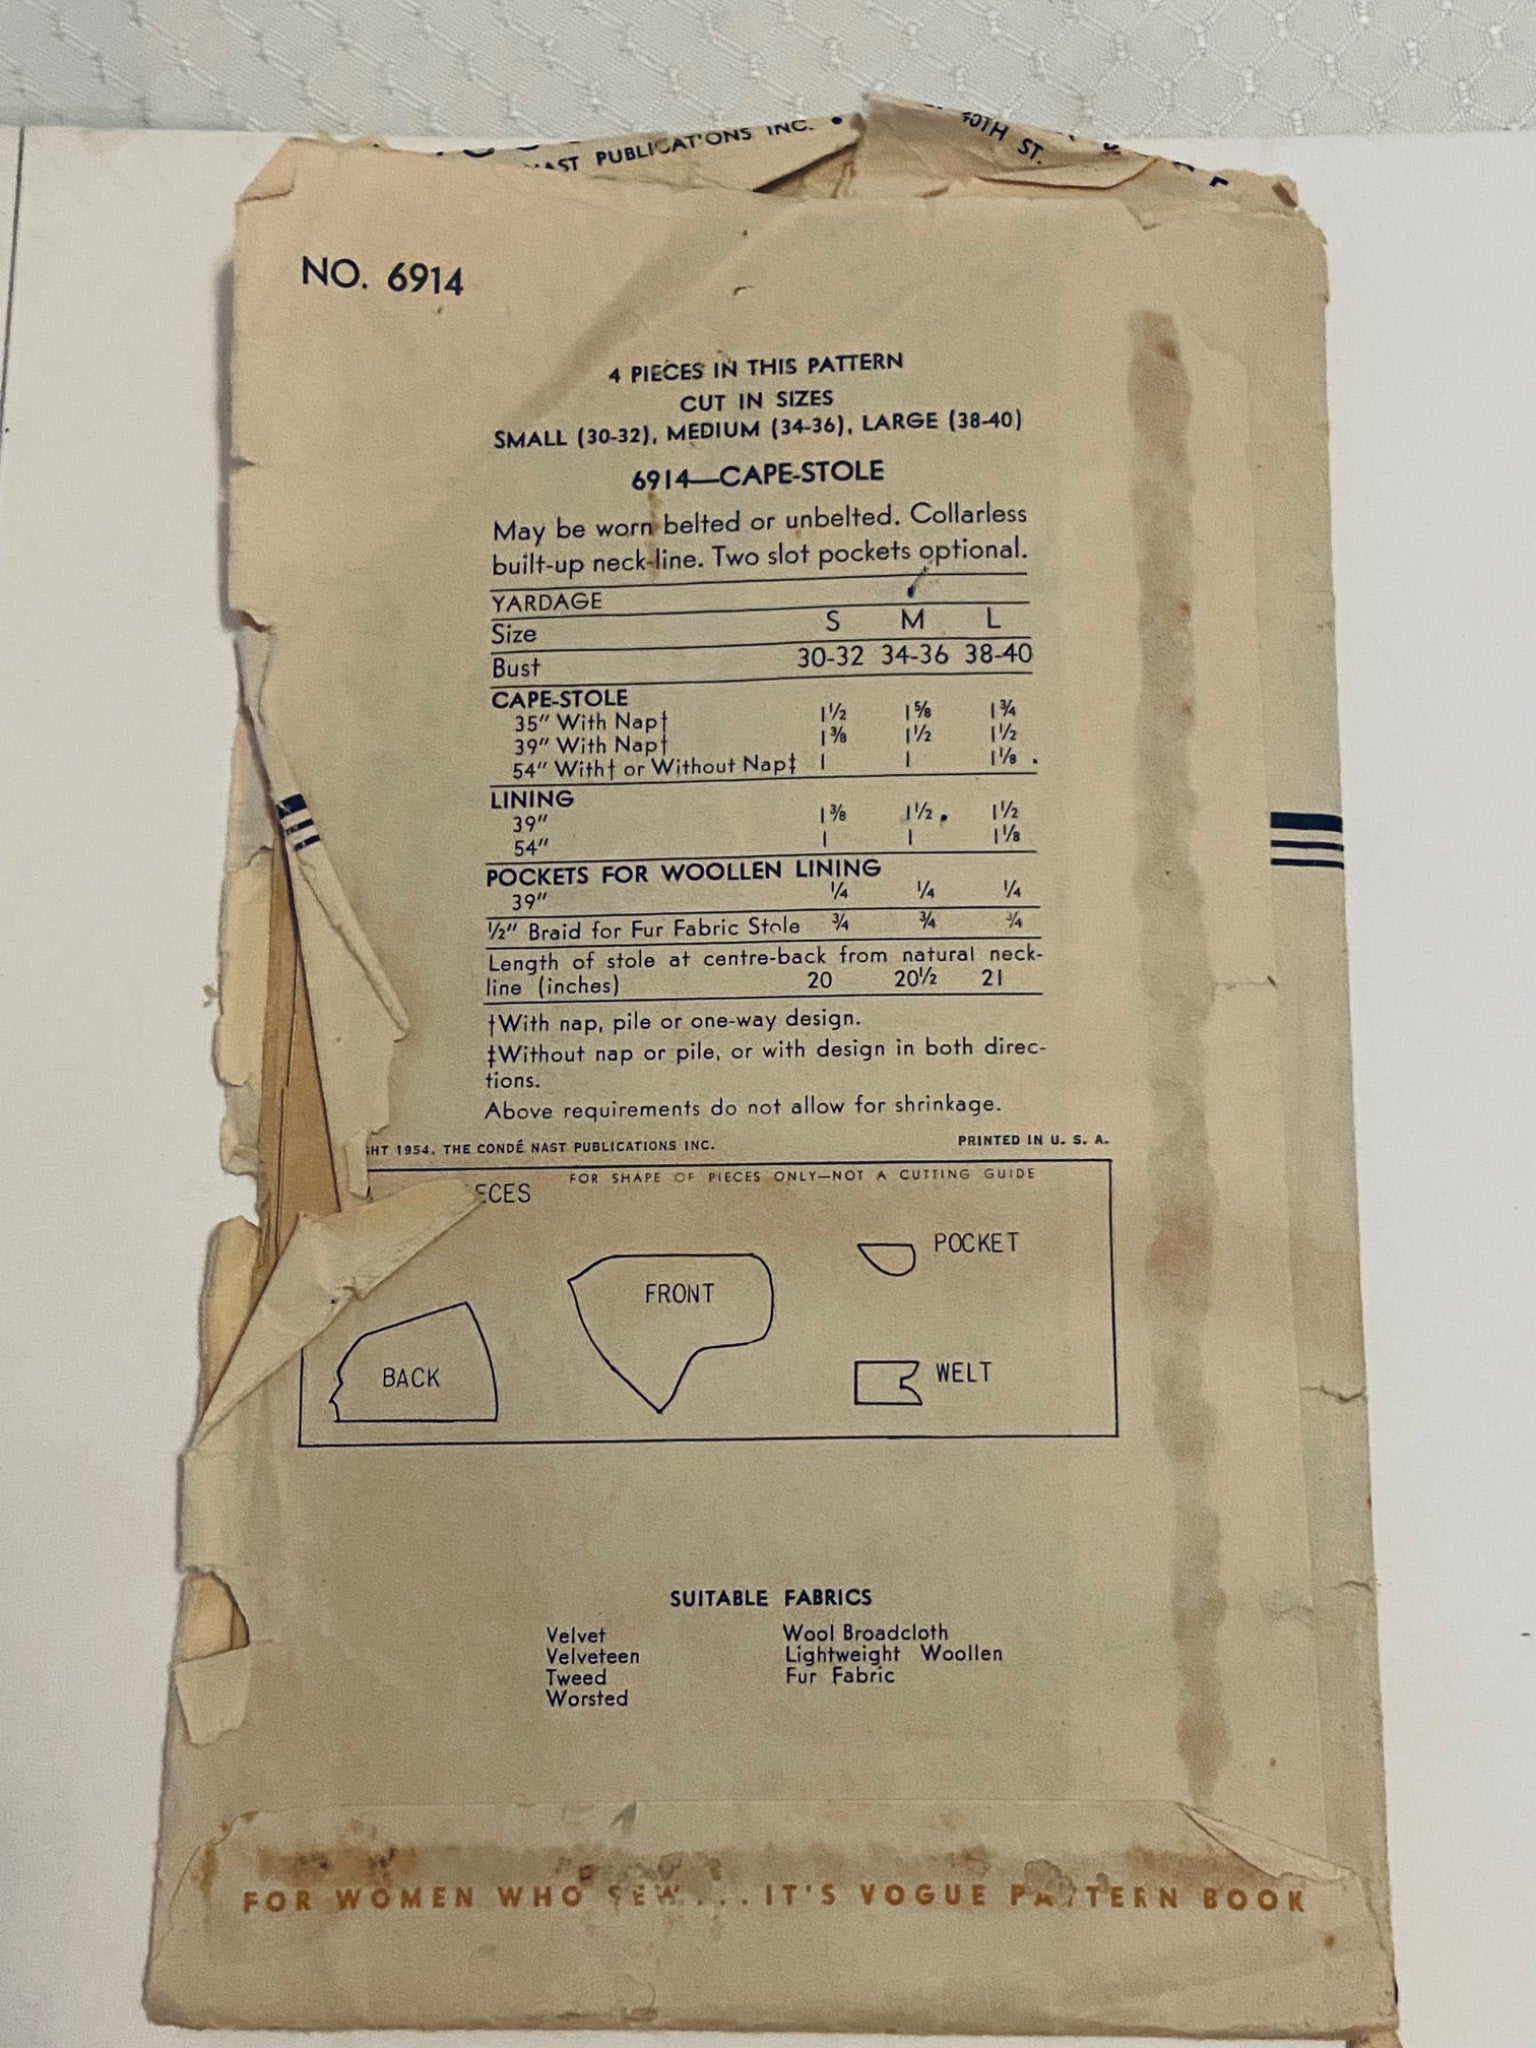 PUBLICATIONS INC. •
40TH ST.
NO. 6914
4 PIECES IN THIS PATTERN
CUT IN SIZES
SMALL (30-32), MEDIUM (34-36), LARGE (38-40)
6914—CAPE-STOLE
May be worn belted or unbelted. Collarless
built-up neck-line. Two slot pockets optional.
YARDAGE
Size S M L
Bust 30-32 34-36 38-40
CAPE-STOLE
35" With Nap† 1½ 1⅝ 1¾
39" With Nap† 1⅜ 1½ 1½
54" With† or Without Nap‡ 1 1 1⅛
LINING
39" 1⅜ 1½ 1½
54" 1 1 1⅛
POCKETS FOR WOOLLEN LINING
39" ¼ ¼ ¼
½" Braid for Fur Fabric Stole ¾ ¾ ¾
Length of stole at centre-back from natural neck-
line (inches) 20 20½ 21
†With nap, pile or one-way design.
‡Without nap or pile, or with design in both direc-
tions.
Above requirements do not allow for shrinkage.
1954, THE CONDÉ NAST PUBLICATIONS INC. PRINTED IN U. S. A.
FOR SHAPE OF PIECES ONLY—NOT A CUTTING GUIDE
POCKET
FRONT
BACK
WELT
SUITABLE FABRICS
Velvet Wool Broadcloth
Velveteen Lightweight Woollen
Tweed Fur Fabric
Worsted
FOR WOMEN WHO SEW... IT'S VOGUE PATTERN BOOK